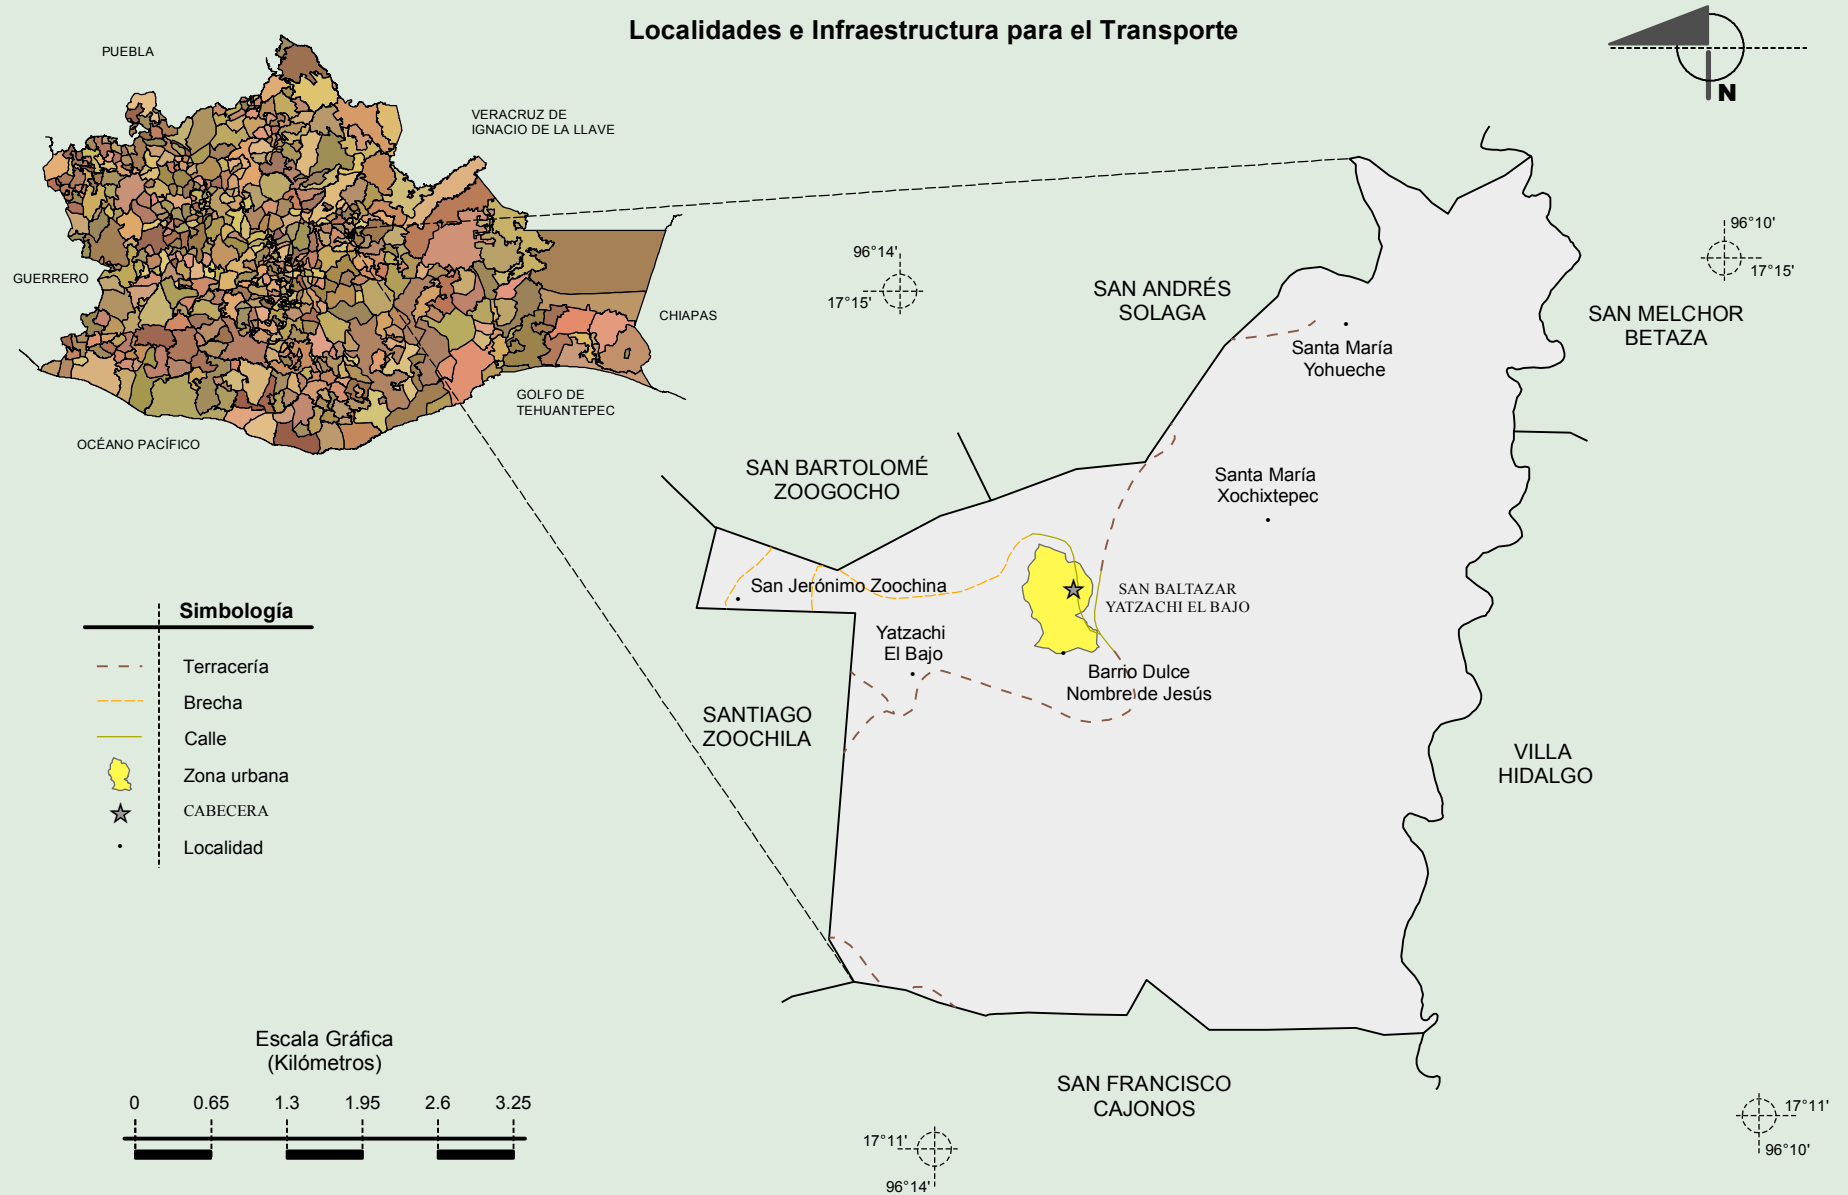 Localidades e Infraestructura para el Transporte
N
PUEBLA
VERACRUZ DE
IGNACIO DE LA LLAVE
GUERRERO
CHIAPAS
GOLFO DE
TEHUANTEPEC
OCÉANO PACÍFICO
96°14'
17°15'
96°10'
17°15'
SAN ANDRÉS
SOLAGA
SAN MELCHOR
BETAZA
Santa María
Yohueche
SAN BARTOLOMÉ
ZOOGOCHO
Santa María
Xochixtepec
San Jerónimo Zoochina
SAN BALTAZAR
YATZACHI EL BAJO
Yatzachi
El Bajo
Barrio Dulce
Nombre de Jesús
SANTIAGO
ZOOCHILA
VILLA
HIDALGO
Simbología
Terracería
Brecha
Calle
Zona urbana
CABECERA
Localidad
Escala Gráfica
(Kilómetros)
0 0.65 1.3 1.95 2.6 3.25
SAN FRANCISCO
CAJONOS
17°11'
96°14'
17°11'
96°10'